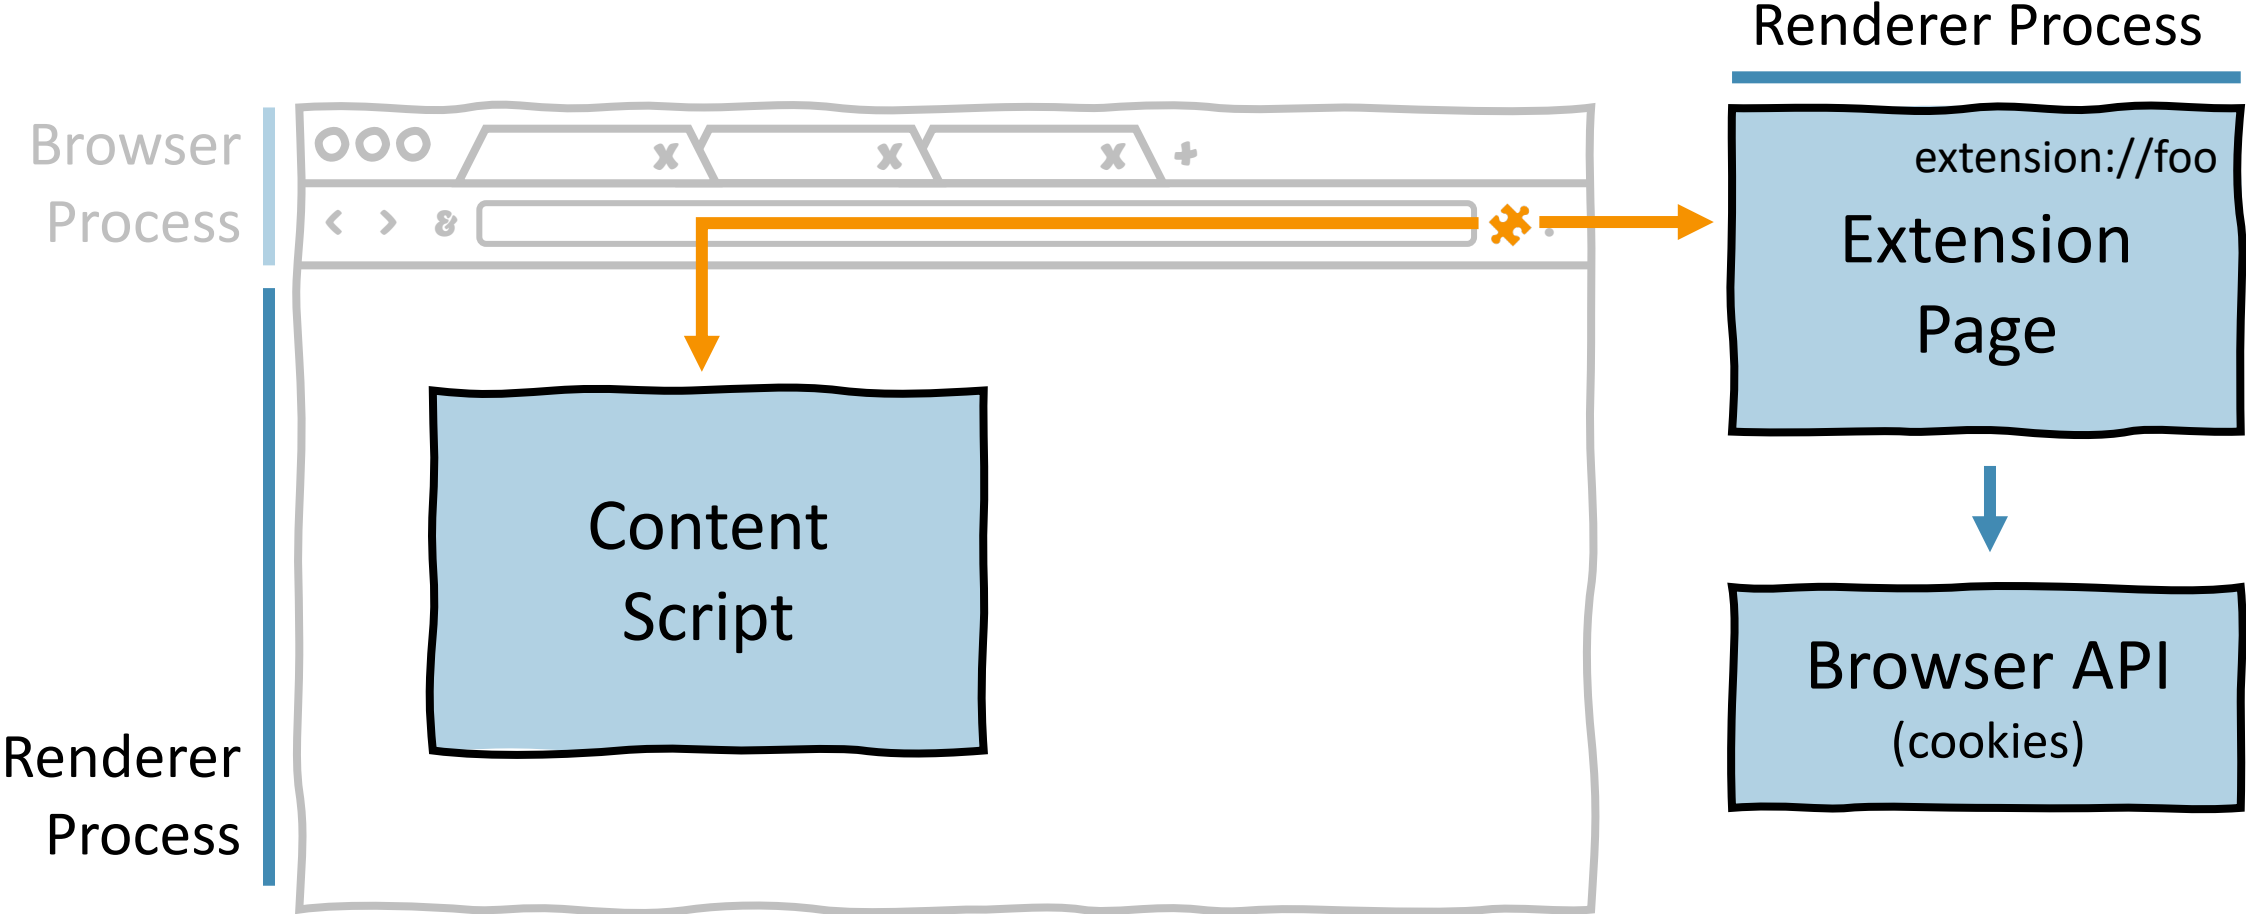 Renderer Process
Browser
Process
extension://foo
Extension
Page
Content
Script
Browser API
(cookies)
Renderer
Process